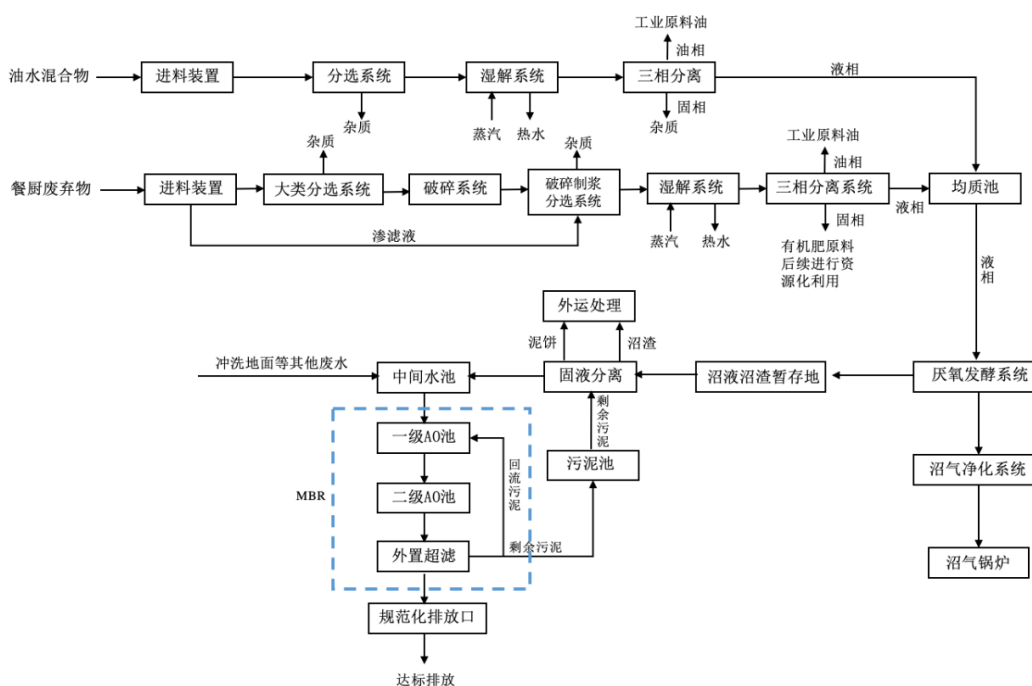 工业原料油
油相
油水混合物
进料装置
分选系统
湿解系统
三相分离
液相
杂质
蒸汽
热水
固相
杂质
杂质
杂质
工业原料油
油相
餐厨废弃物
进料装置
大类分选系统
破碎系统
破碎制浆
分选系统
湿解系统
三相分离系统
液相
均质池
渗滤液
蒸汽
热水
固相
有机肥原料
后续进行资
源化利用
液相
外运处理
泥饼
沼渣
冲洗地面等其他废水
中间水池
固液分离
沼液沼渣暂存地
厌氧发酵系统
剩余污泥
一级AO池
回流污泥
污泥池
沼气净化系统
MBR
二级AO池
外置超滤
剩余污泥
沼气锅炉
规范化排放口
达标排放